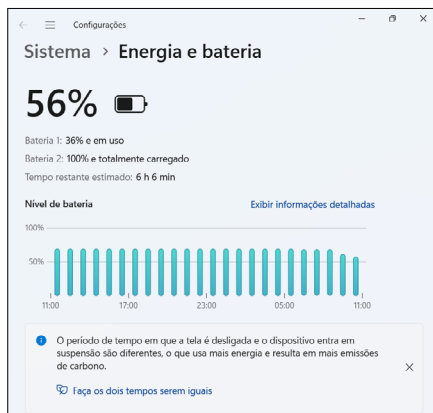 Configurações
Sistema > Energia e bateria
56%
Bateria 1: 36% e em uso
Bateria 2: 100% e totalmente carregado
Tempo restante estimado: 6 h 6 min
Nível de bateria Exibir informações detalhadas
100%
50%
11:00 17:00 23:00 05:00 11:00
O período de tempo em que a tela é desligada e o dispositivo entra em
suspensão são diferentes, o que usa mais energia e resulta em mais emissões
de carbono.
Faça os dois tempos serem iguais